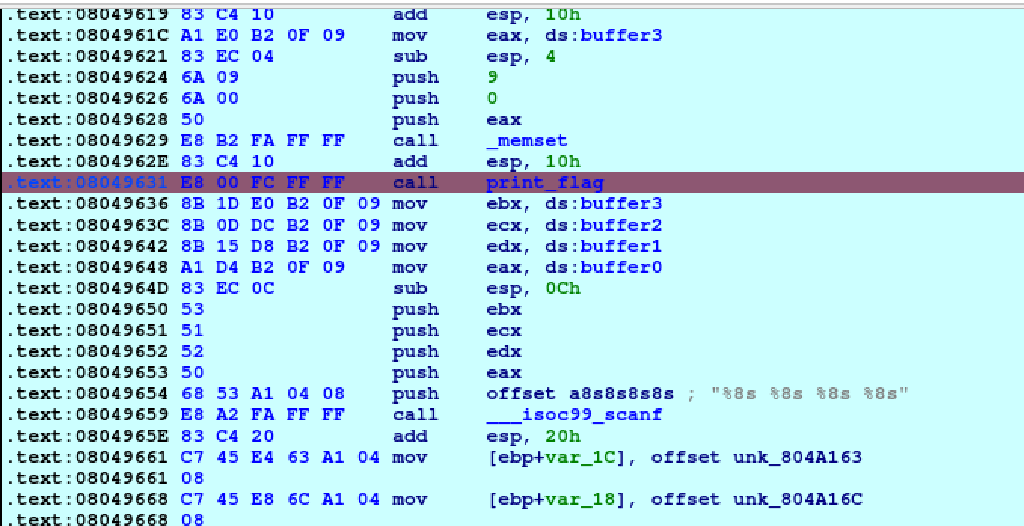 .text:08049619 83 C4 10 add esp, 10h
.text:0804961C A1 E0 B2 0F 09 mov eax, ds:buffer3
.text:08049621 83 EC 04 sub esp, 4
.text:08049624 6A 09 push 9
.text:08049626 6A 00 push 0
.text:08049628 50 push eax
.text:08049629 E8 B2 FA FF FF call _memset
.text:0804962E 83 C4 10 add esp, 10h
.text:08049631 E8 00 FC FF FF call print_flag
.text:08049636 8B 1D E0 B2 0F 09 mov ebx, ds:buffer3
.text:0804963C 8B 0D DC B2 0F 09 mov ecx, ds:buffer2
.text:08049642 8B 15 D8 B2 0F 09 mov edx, ds:buffer1
.text:08049648 A1 D4 B2 0F 09 mov eax, ds:buffer0
.text:0804964D 83 EC 0C sub esp, 0Ch
.text:08049650 53 push ebx
.text:08049651 51 push ecx
.text:08049652 52 push edx
.text:08049653 50 push eax
.text:08049654 68 53 A1 04 08 push offset a8s8s8s8s ; "%8s %8s %8s %8s"
.text:08049659 E8 A2 FA FF FF call ___isoc99_scanf
.text:0804965E 83 C4 20 add esp, 20h
.text:08049661 C7 45 E4 63 A1 04 mov [ebp+var_1C], offset unk_804A163
.text:08049661 08
.text:08049668 C7 45 E8 6C A1 04 mov [ebp+var_18], offset unk_804A16C
.text:08049668 08